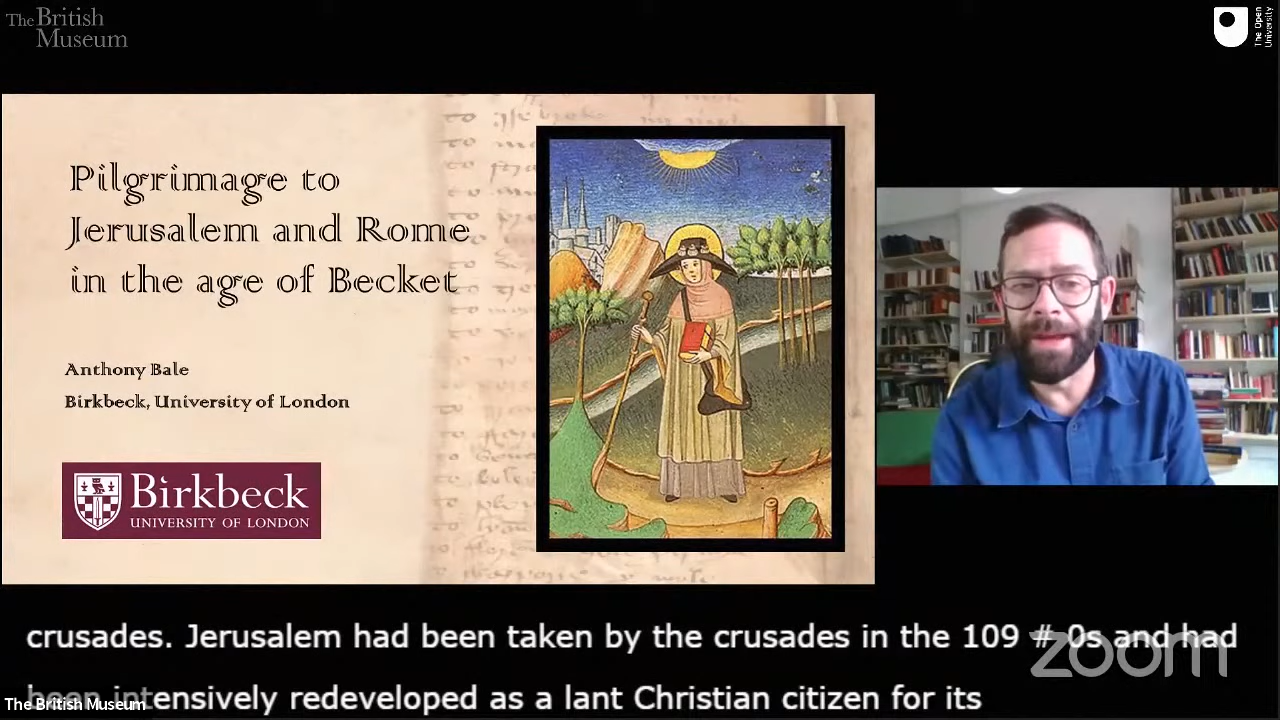 The British
Museum
The Open
University
Pilgrimage to
Jerusalem and Rome
in the age of Becket
Anthony Bale
Birkbeck, University of London
Birkbeck
UNIVERSITY OF LONDON
crusades. Jerusalem had been taken by the crusades in the 109 # 0s and had
been intensively redeveloped as a lant Christian citizen for its
zoom
The British Museum